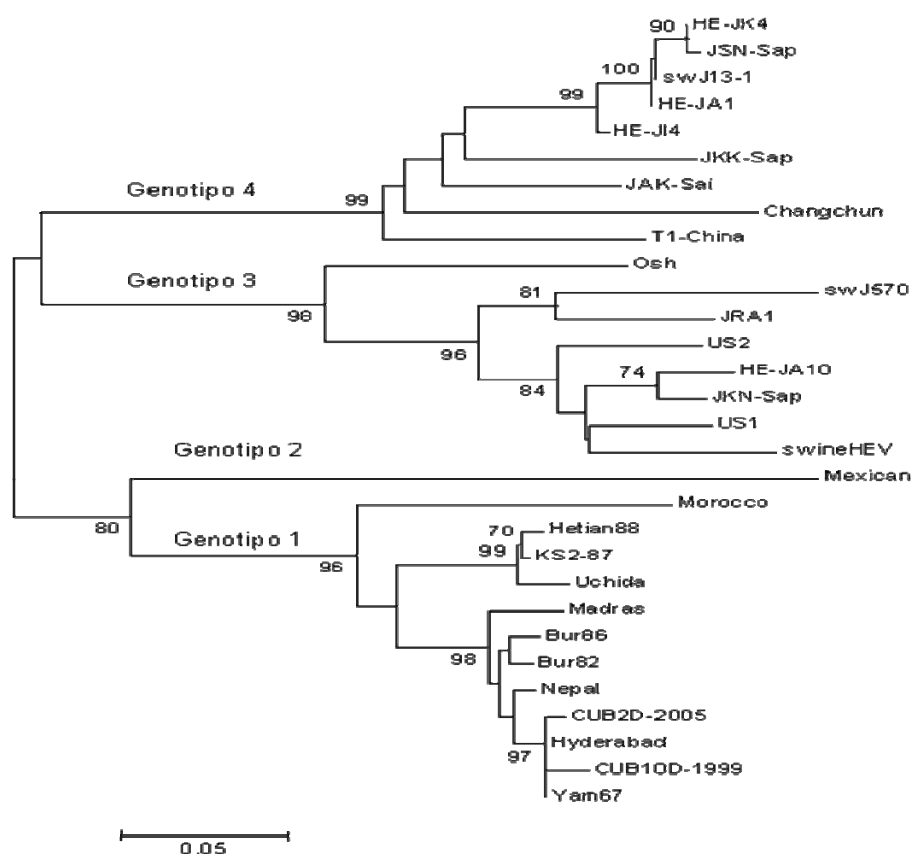 HE-JK4
90
JSN-Sap
100
swJ13-1
99
HE-JA1
HE-JI4
JKK-Sap
JAK-Sai
Genotipo 4
99
Changchun
T1-China
Osh
Genotipo 3
81
swJ570
98
JRA1
96
US2
74
HE-JA10
84
JKN-Sap
US1
Genotipo 2
swineHEV
Mexican
80
Morocco
Genotipo 1
70
Hetian88
99
KS2-87
96
Uchida
Madras
Bur86
98
Bur82
Nepal
CUB2D-2005
Hyderabad
97
CUB10D-1999
Yam67
0.05